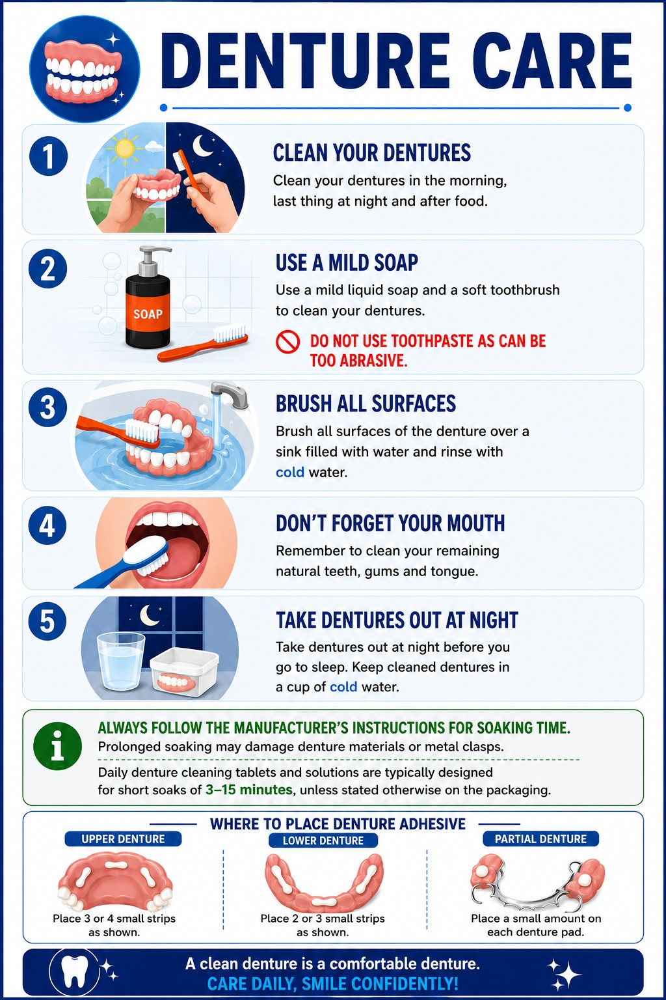 DENTURE CARE
1
CLEAN YOUR DENTURES
Clean your dentures in the morning,
last thing at night and after food.
2
SOAP
USE A MILD SOAP
Use a mild liquid soap and a soft toothbrush
to clean your dentures.
DO NOT USE TOOTHPASTE AS CAN BE
TOO ABRASIVE.
3
BRUSH ALL SURFACES
Brush all surfaces of the denture over a
sink filled with water and rinse with
cold water.
4
DON'T FORGET YOUR MOUTH
Remember to clean your remaining
natural teeth, gums and tongue.
5
TAKE DENTURES OUT AT NIGHT
Take dentures out at night before you
go to sleep. Keep cleaned dentures in
a cup of cold water.
i
ALWAYS FOLLOW THE MANUFACTURER'S INSTRUCTIONS FOR SOAKING TIME.
Prolonged soaking may damage denture materials or metal clasps.
Daily denture cleaning tablets and solutions are typically designed
for short soaks of 3–15 minutes, unless stated otherwise on the packaging.
WHERE TO PLACE DENTURE ADHESIVE
UPPER DENTURE
Place 3 or 4 small strips
as shown.
LOWER DENTURE
Place 2 or 3 small strips
as shown.
PARTIAL DENTURE
Place a small amount on
each denture pad.
A clean denture is a comfortable denture.
CARE DAILY, SMILE CONFIDENTLY!